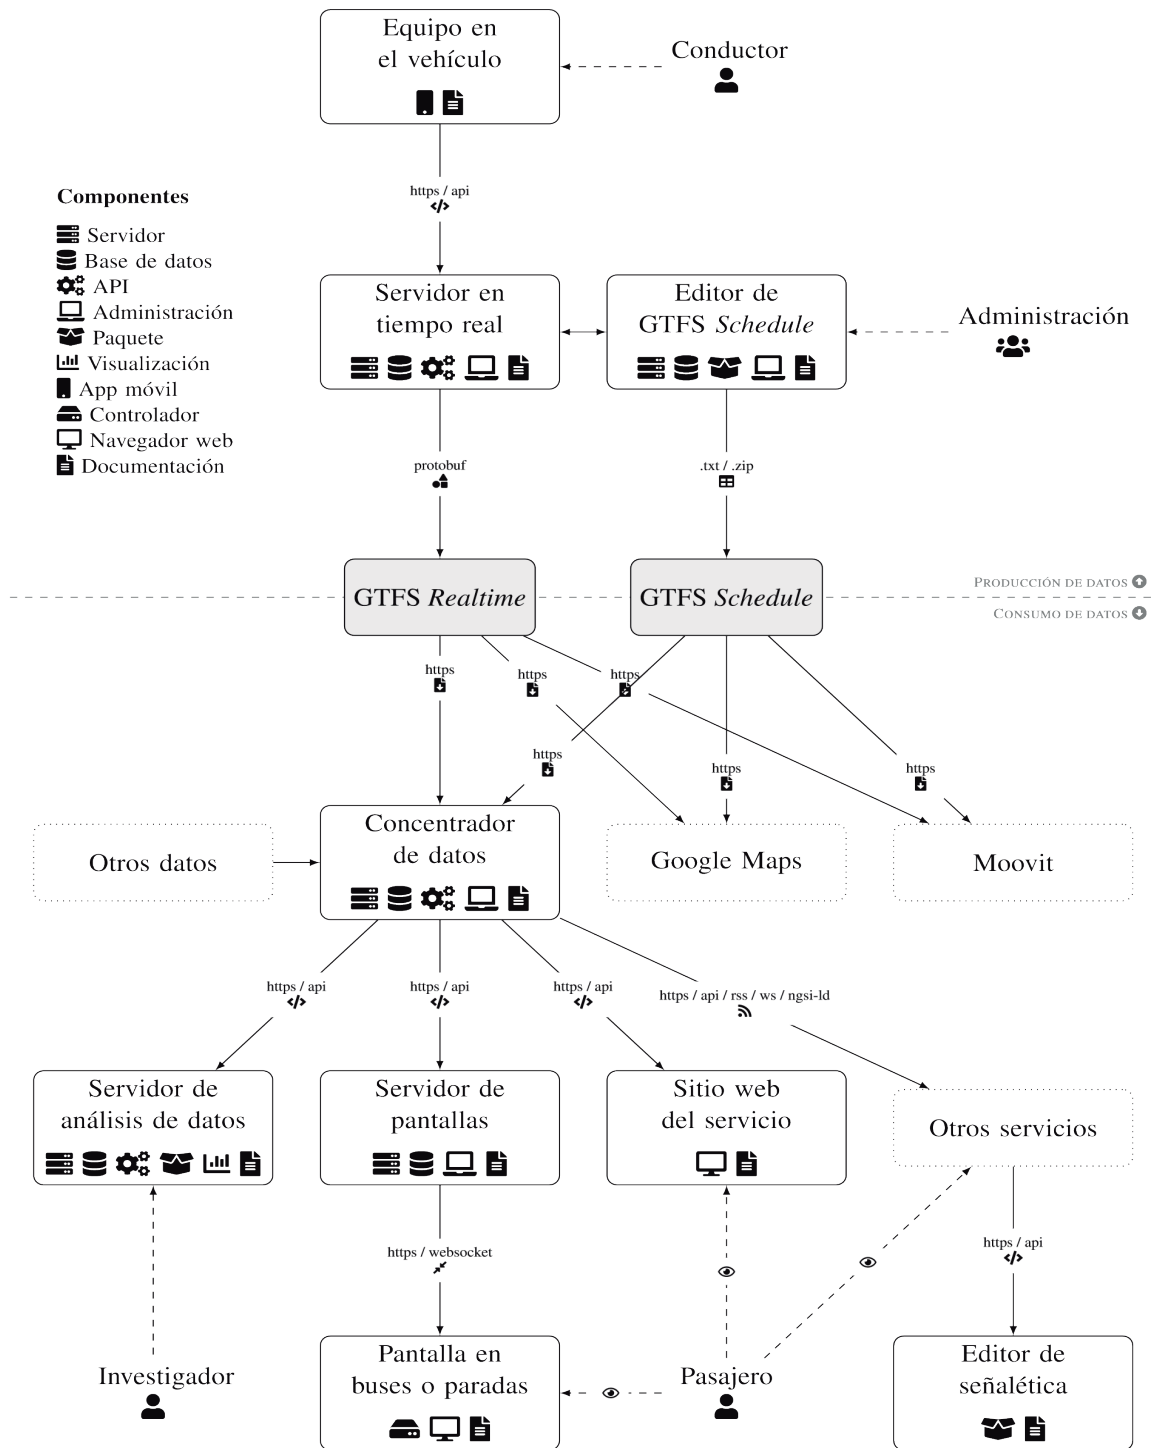 Equipo en
el vehículo
Conductor
https / api
Componentes
Servidor
Base de datos
API
Administración
Paquete
Visualización
App móvil
Controlador
Navegador web
Documentación
Servidor en
tiempo real
Editor de
GTFS Schedule
Administración
protobuf
.txt / .zip
GTFS Realtime
GTFS Schedule
PRODUCCIÓN DE DATOS
CONSUMO DE DATOS
https
https
https
https
https
https
Otros datos
Concentrador
de datos
Google Maps
Moovit
https / api
https / api
https / api
https / api / rss / ws / ngsi-ld
Servidor de
análisis de datos
Servidor de
pantallas
Sitio web
del servicio
Otros servicios
https / websocket
https / api
Investigador
Pantalla en
buses o paradas
Pasajero
Editor de
señalética